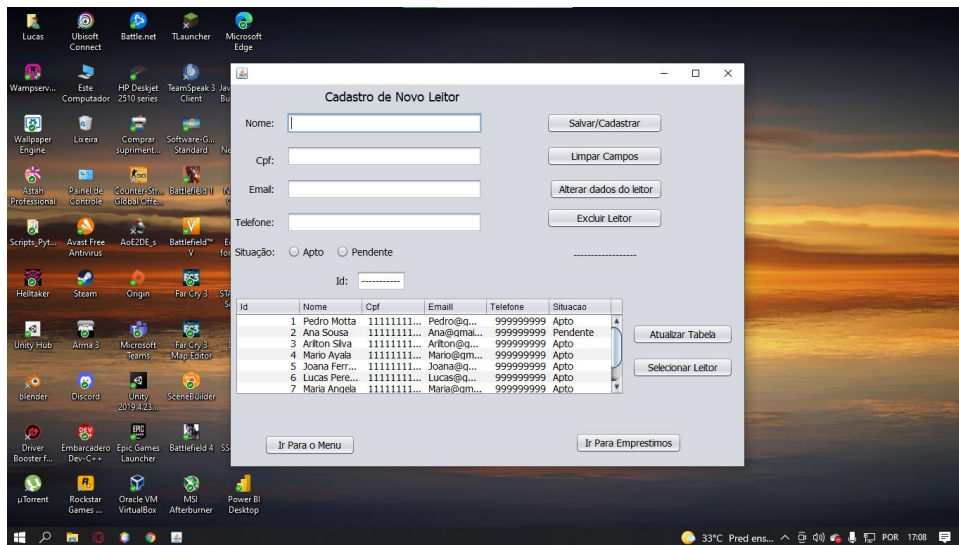 Lucas
Ubisoft Connect
Battle.net
TLauncher
Microsoft Edge
Wampserv...
Este Computador
HP Deskjet 2510 series
TeamSpeak 3 Client
Wallpaper Engine
Lixeira
Comprar supriment...
Software-G... Standard
Astah Professional
Painel de Controle
Counter-Str... Global Offe...
Battlefield 1
Scripts_Pyt...
Avast Free Antivirus
AoE2DE_s
Battlefield™ V
Helltaker
Steam
Origin
Far Cry 3
Unity Hub
Arma 3
Microsoft Teams
Far Cry 3 Map Editor
blender
Discord
Unity 2019.4.23...
SceneBuilder
Driver Booster f...
Embarcadero Dev-C++
Epic Games Launcher
Battlefield 4
µTorrent
Rockstar Games ...
Oracle VM VirtualBox
MSI Afterburner
Power BI Desktop
Cadastro de Novo Leitor
Nome:
Salvar/Cadastrar
Cpf:
Limpar Campos
Email:
Alterar dados do leitor
Telefone:
Excluir Leitor
Situação: Apto Pendente
------------------
Id: -----------
Id Nome Cpf Emaill Telefone Situacao
1 Pedro Motta 11111111... Pedro@g... 999999999 Apto
2 Ana Sousa 11111111... Ana@gmai... 999999999 Pendente
3 Arilton Silva 11111111... Arilton@g... 999999999 Apto
4 Mario Ayala 11111111... Mario@gm... 999999999 Apto
5 Joana Ferr... 11111111... Joana@g... 999999999 Apto
6 Lucas Pere... 11111111... Lucas@g... 999999999 Apto
7 Maria Angela 11111111... Maria@gm... 999999999 Apto
Atualizar Tabela
Selecionar Leitor
Ir Para o Menu
Ir Para Emprestimos
33°C Pred ens... POR 17:08